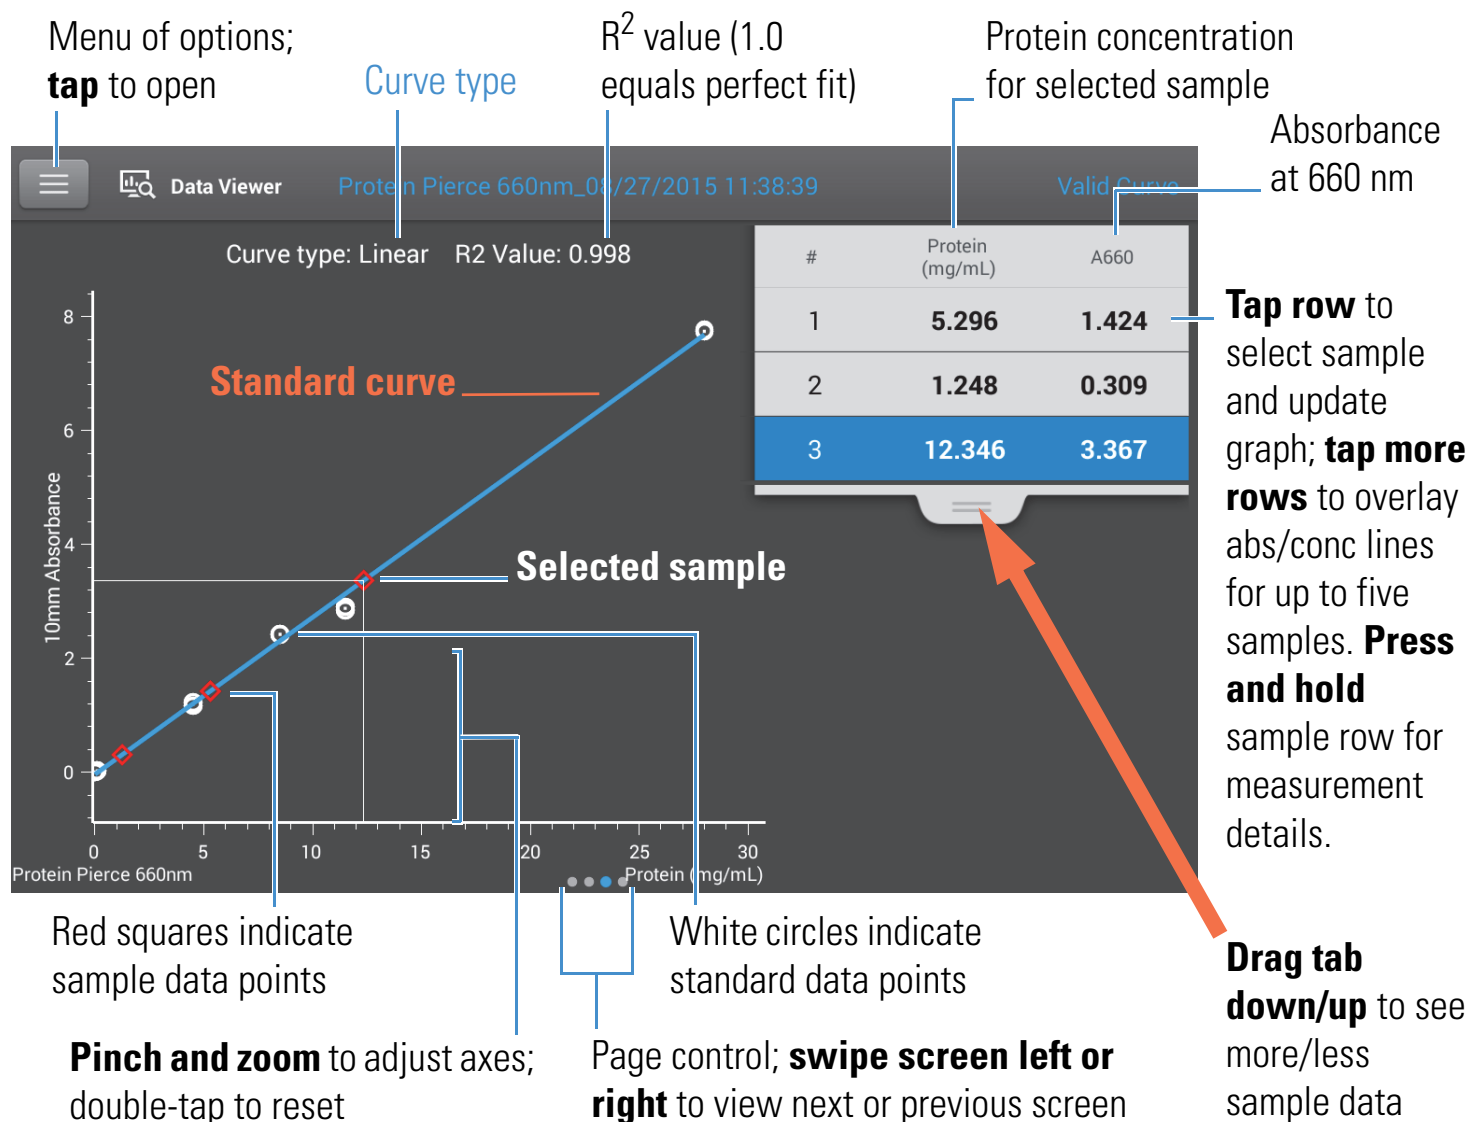 Menu of options;
tap to open
Curve type
R2 value (1.0
equals perfect fit)
Protein concentration
for selected sample
Absorbance
at 660 nm
Data Viewer
Protein Pierce 660nm_08/27/2015 11:38:39
Valid Curve
Curve type: Linear R2 Value: 0.998
# Protein (mg/mL) A660
1 5.296 1.424
2 1.248 0.309
3 12.346 3.367
Tap row to
select sample
and update
graph; tap more
rows to overlay
abs/conc lines
for up to five
samples. Press
and hold
sample row for
measurement
details.
Standard curve
Selected sample
10mm Absorbance
8
6
4
2
0
0 5 10 15 20 25 30
Protein Pierce 660nm
Protein (mg/mL)
Red squares indicate
sample data points
White circles indicate
standard data points
Pinch and zoom to adjust axes;
double-tap to reset
Page control; swipe screen left or
right to view next or previous screen
Drag tab
down/up to see
more/less
sample data